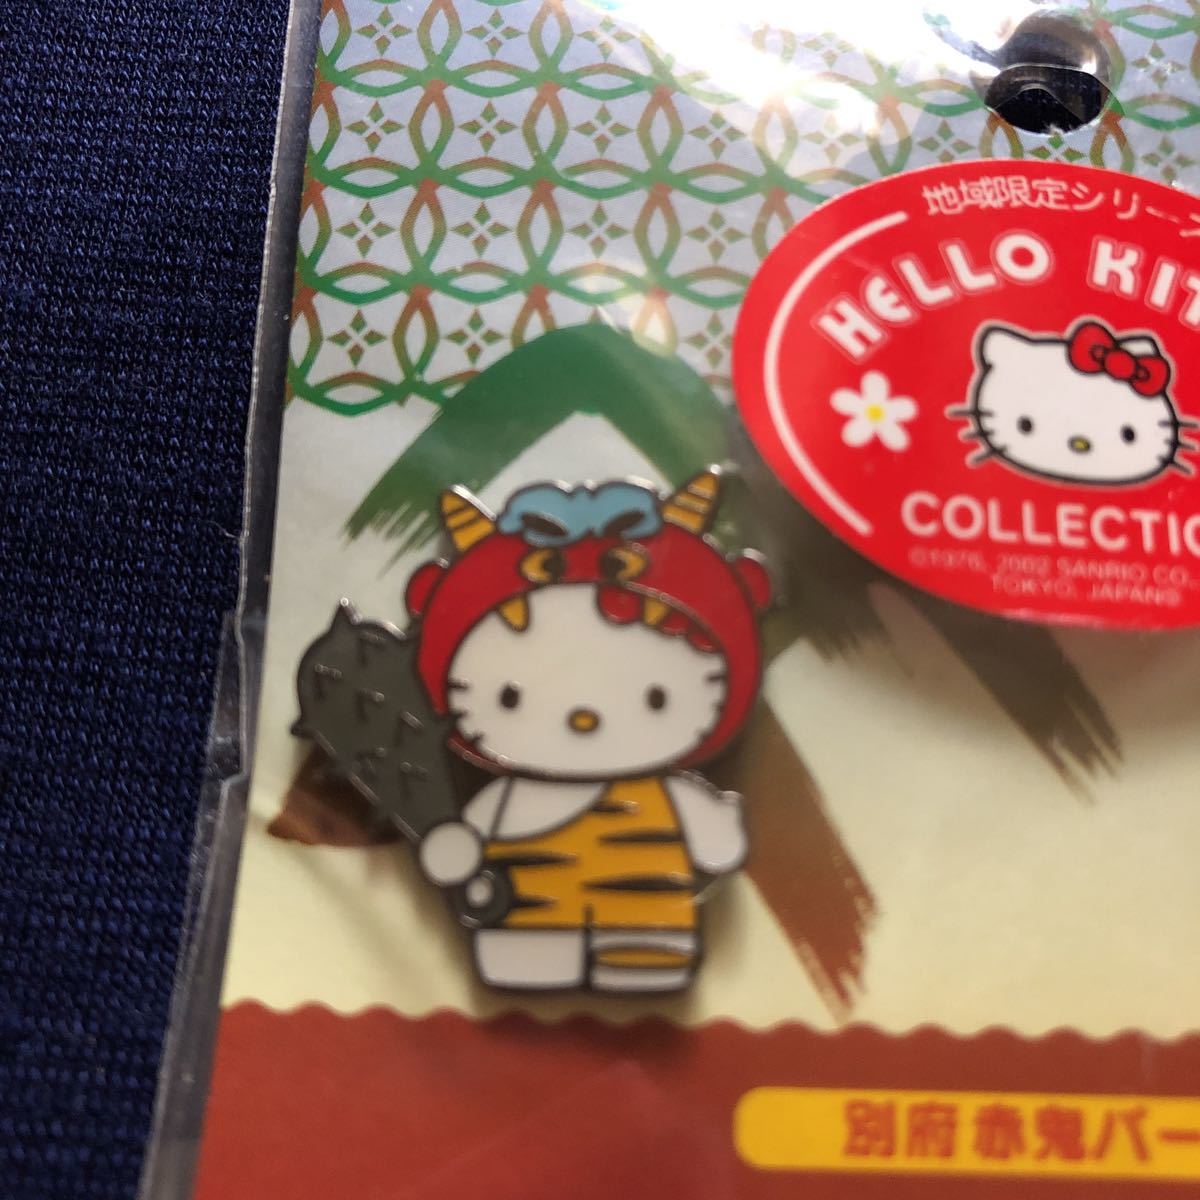 地域限定シリーズ
HELLO KIT
COLLECTIO
©1976, 2002 SANRIO CO.,
TOKYO, JAPAN®
別府 赤鬼バー